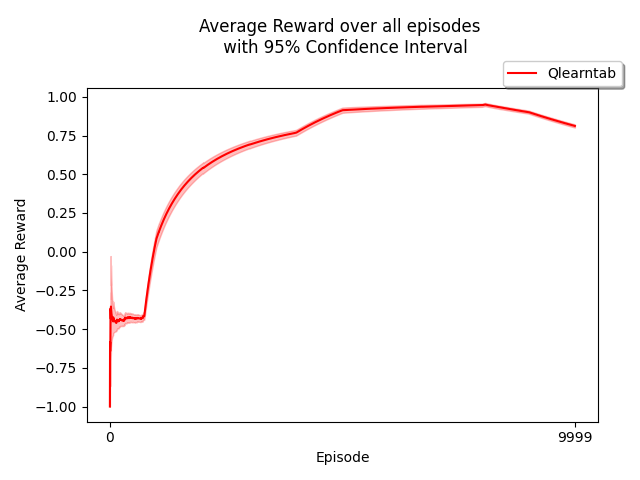 Average Reward over all episodes
with 95% Confidence Interval
Qlearntab
1.00
0.75
0.50
0.25
0.00
−0.25
−0.50
−0.75
−1.00
Average Reward
0
9999
Episode